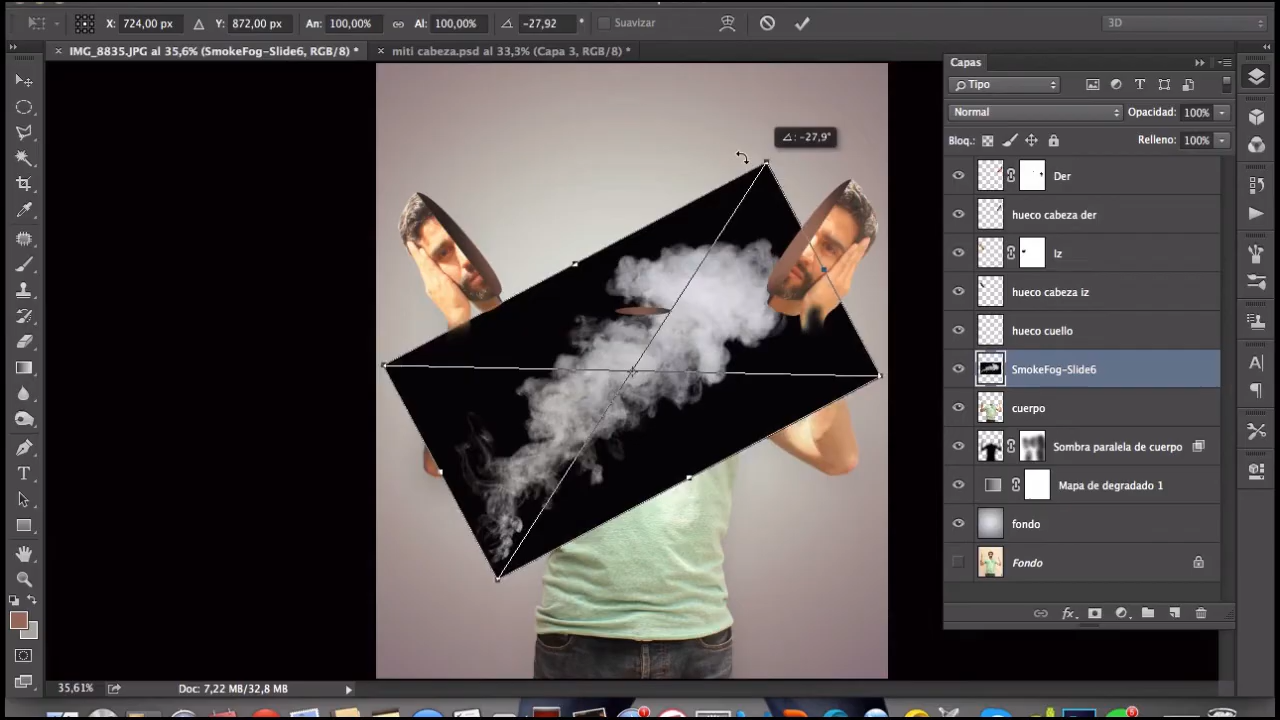 X: 724,00 px Y: 872,00 px An: 100,00% Al: 100,00% -27,92 ° Suavizar 3D
× IMG_8835.JPG al 35,6% (SmokeFog-Slide6, RGB/8) * × miti cabeza.psd al 33,3% (Capa 3, RGB/8) *
Capas
Tipo
Normal Opacidad: 100%
Bloq.: Relleno: 100%
-27,9°
Der
hueco cabeza der
Iz
hueco cabeza iz
hueco cuello
SmokeFog-Slide6
cuerpo
Sombra paralela de cuerpo
Mapa de degradado 1
fondo
Fondo
35,61% Doc: 7,22 MB/32,8 MB